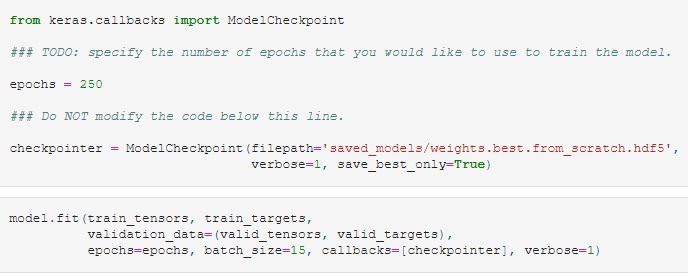 from keras.callbacks import ModelCheckpoint
### TODO: specify the number of epochs that you would like to use to train the model.
epochs = 250
### Do NOT modify the code below this line.
checkpointer = ModelCheckpoint(filepath='saved_models/weights.best.from_scratch.hdf5',
                               verbose=1, save_best_only=True)
model.fit(train_tensors, train_targets,
          validation_data=(valid_tensors, valid_targets),
          epochs=epochs, batch_size=15, callbacks=[checkpointer], verbose=1)